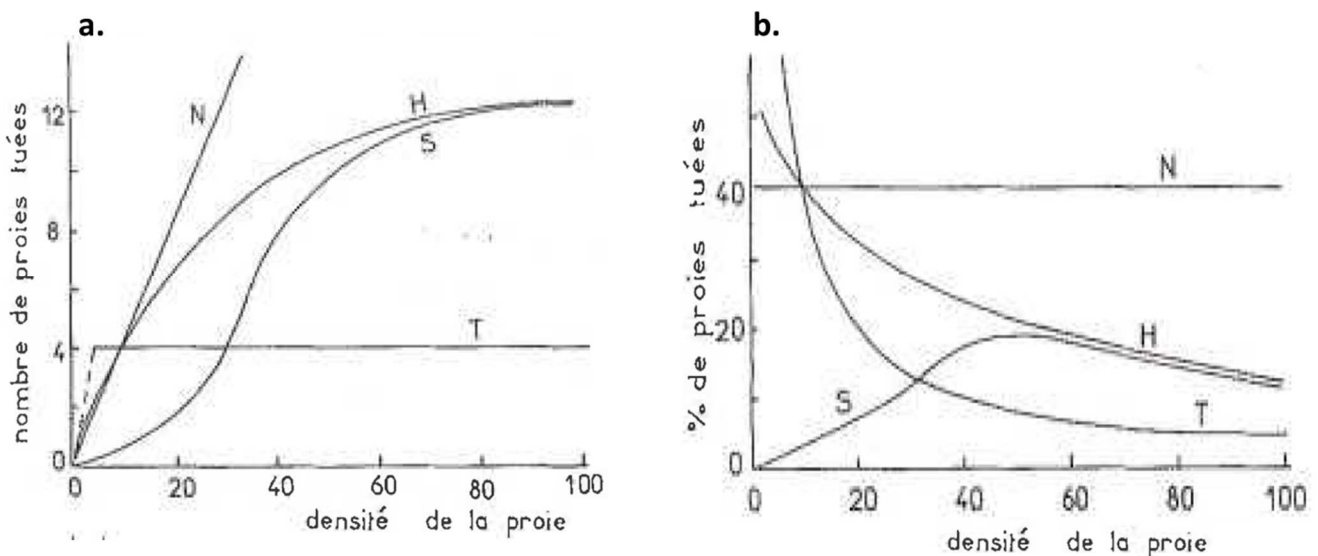 a.
nombre de proies tuées
12
8
4
0
N
H
S
T
0 20 40 60 80 100
densité de la proie
b.
% de proies tuées
40
20
0
N
H
S
T
0 20 40 60 80 100
densité de la proie